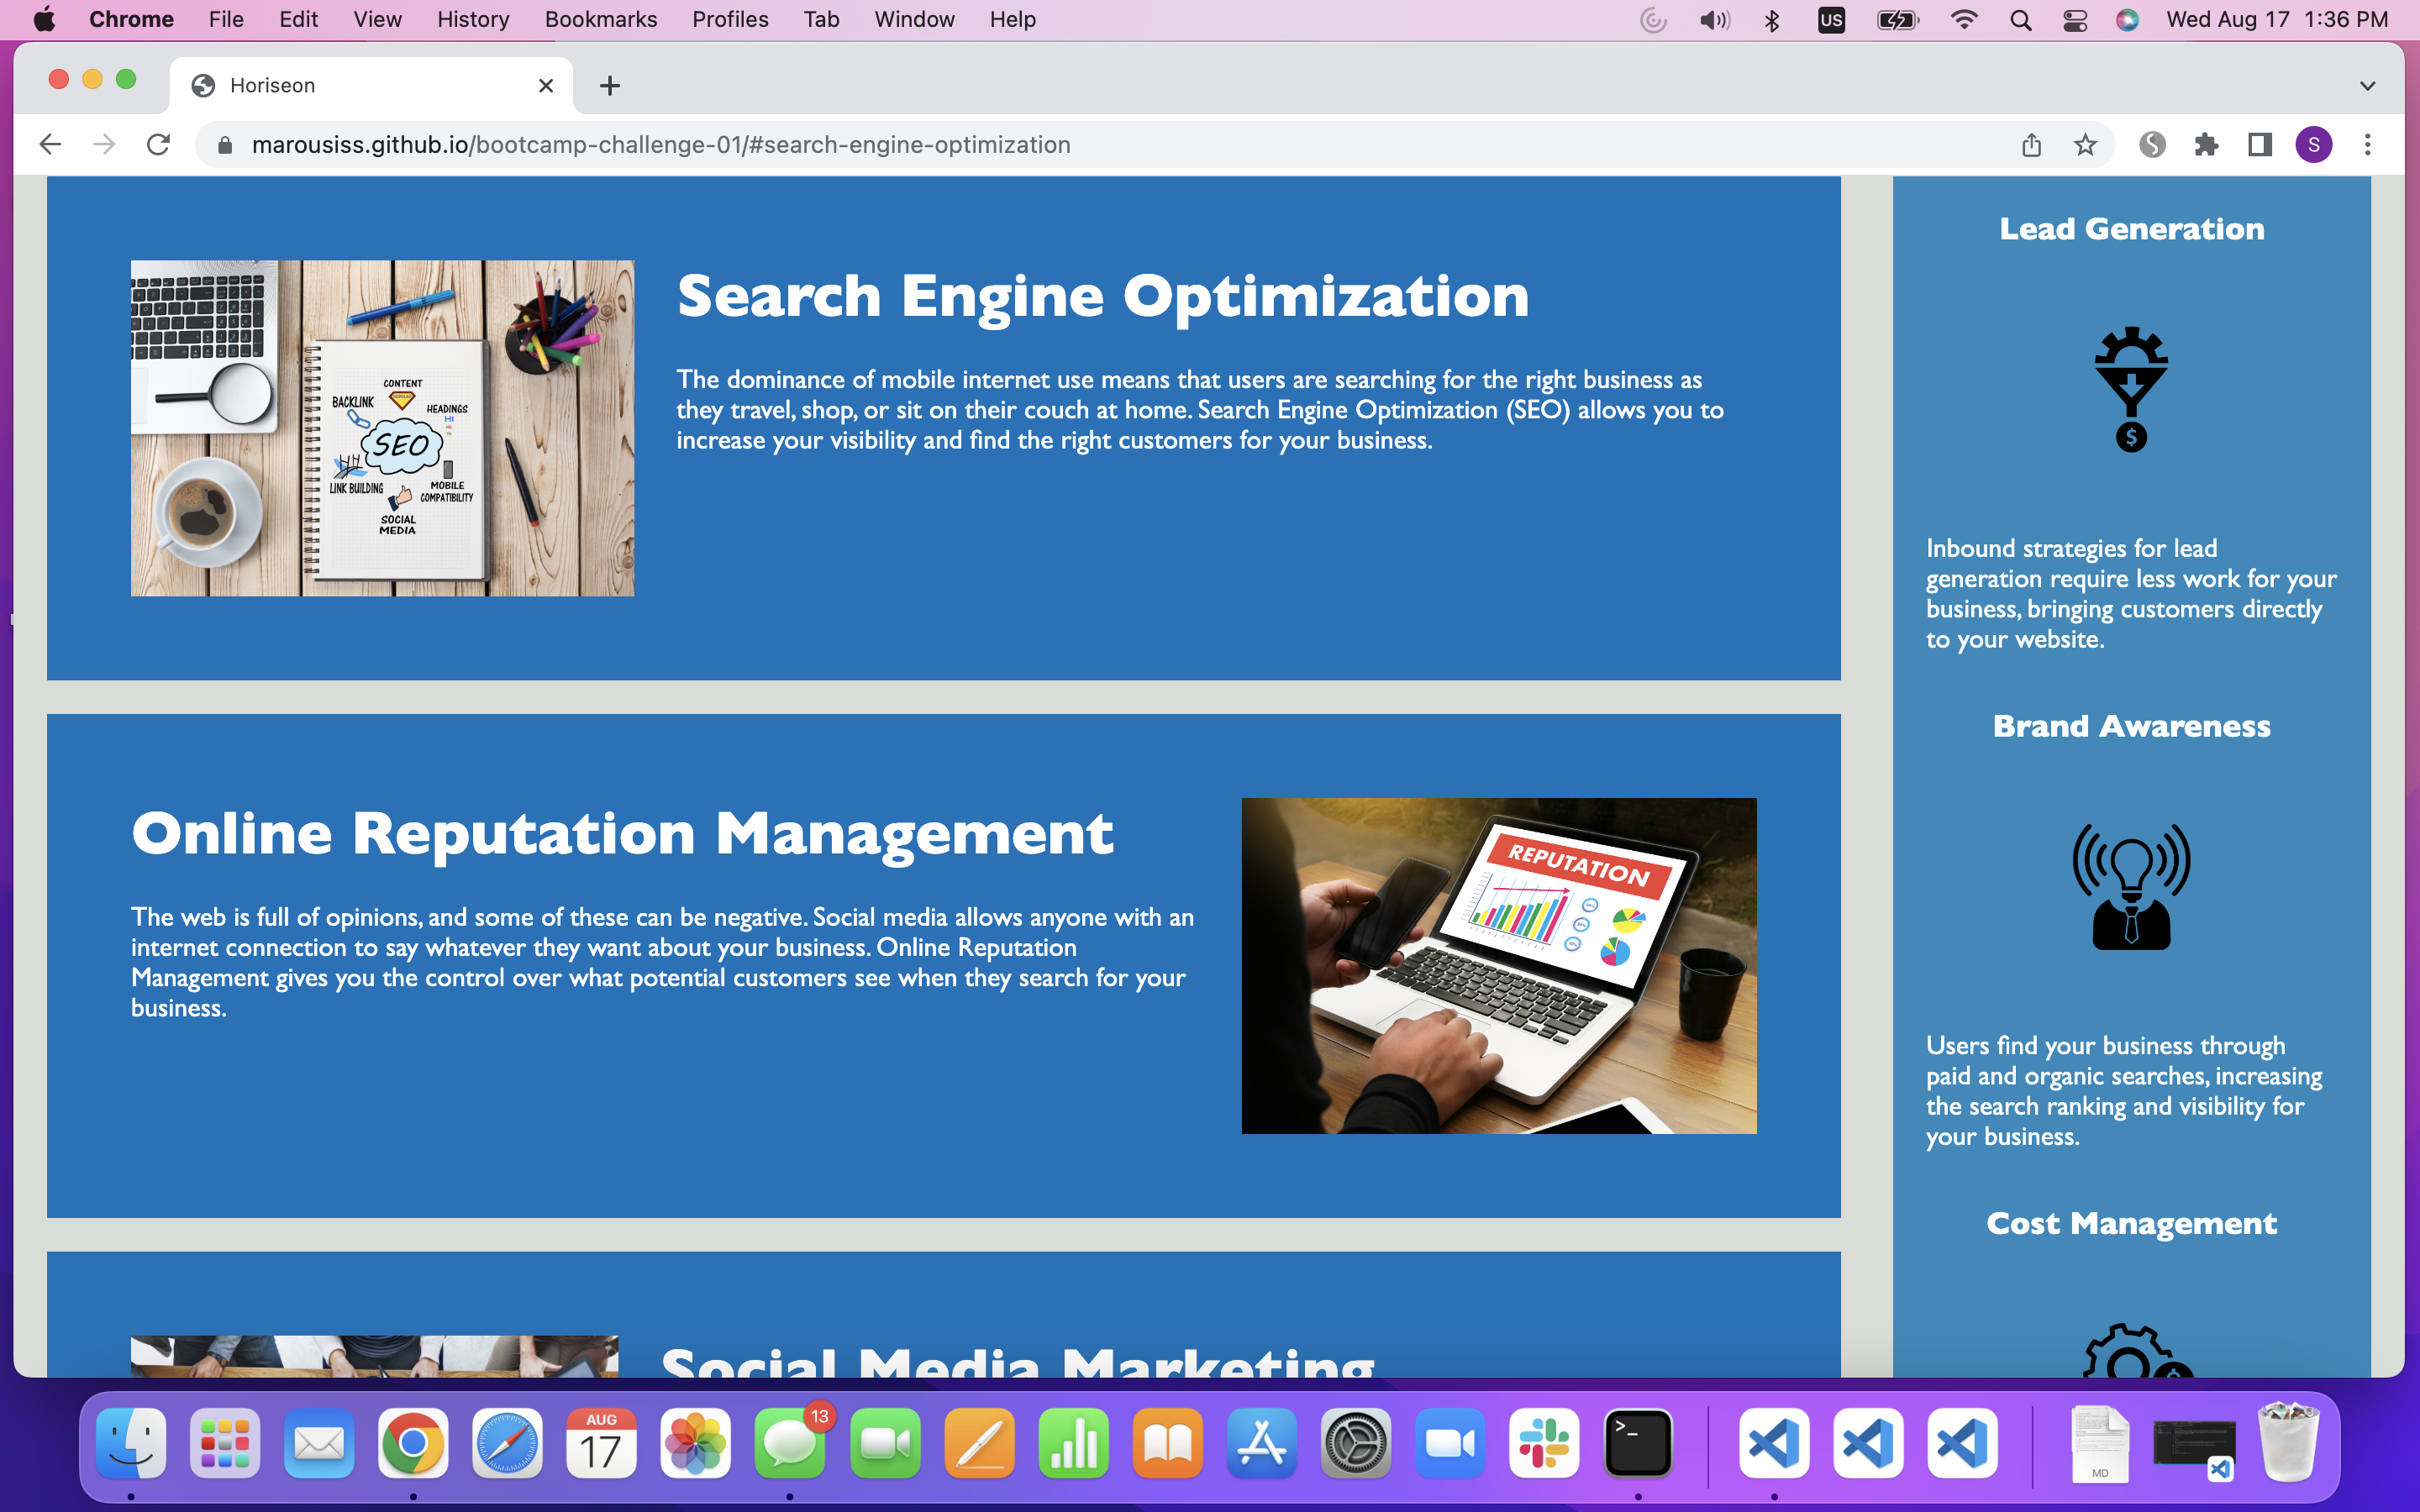 Chrome File Edit View History Bookmarks Profiles Tab Window Help
US
Wed Aug 17 1:36 PM
Horiseon
marousiss.github.io/bootcamp-challenge-01/#search-engine-optimization
S
Search Engine Optimization
The dominance of mobile internet use means that users are searching for the right business as
they travel, shop, or sit on their couch at home. Search Engine Optimization (SEO) allows you to
increase your visibility and find the right customers for your business.
CONTENT
BACKLINK
HEADINGS
H1
SEO
LINK BUILDING
MOBILE
COMPATIBILITY
SOCIAL
MEDIA
Online Reputation Management
The web is full of opinions, and some of these can be negative. Social media allows anyone with an
internet connection to say whatever they want about your business. Online Reputation
Management gives you the control over what potential customers see when they search for your
business.
REPUTATION
Social Media Marketing
Lead Generation
$
Inbound strategies for lead
generation require less work for your
business, bringing customers directly
to your website.
Brand Awareness
Users find your business through
paid and organic searches, increasing
the search ranking and visibility for
your business.
Cost Management
AUG
17
13
>_
MD